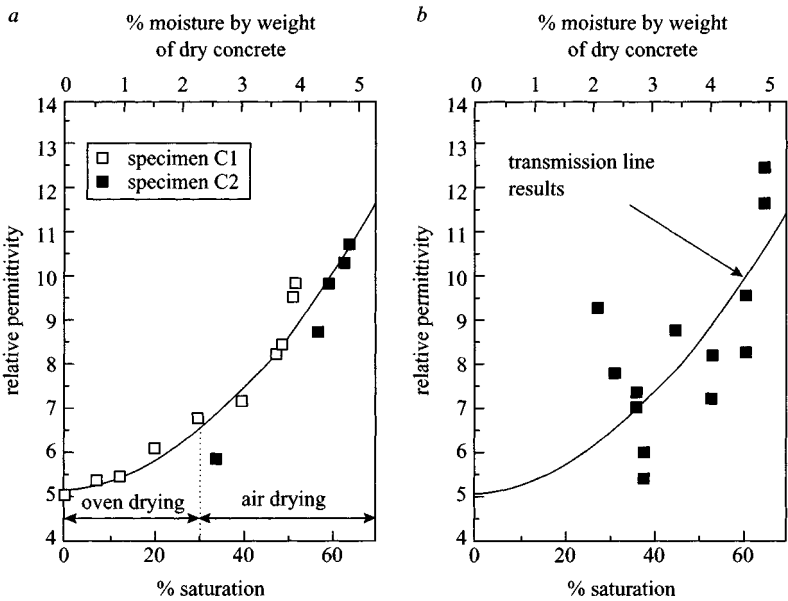 a
% moisture by weight
of dry concrete
0 1 2 3 4 5
14
13
12
11
10
9
8
7
6
5
4
relative permittivity
specimen C1
specimen C2
oven drying
air drying
0 20 40 60
% saturation
b
% moisture by weight
of dry concrete
0 1 2 3 4 5
14
13
12
11
10
9
8
7
6
5
4
relative permittivity
transmission line
results
0 20 40 60
% saturation